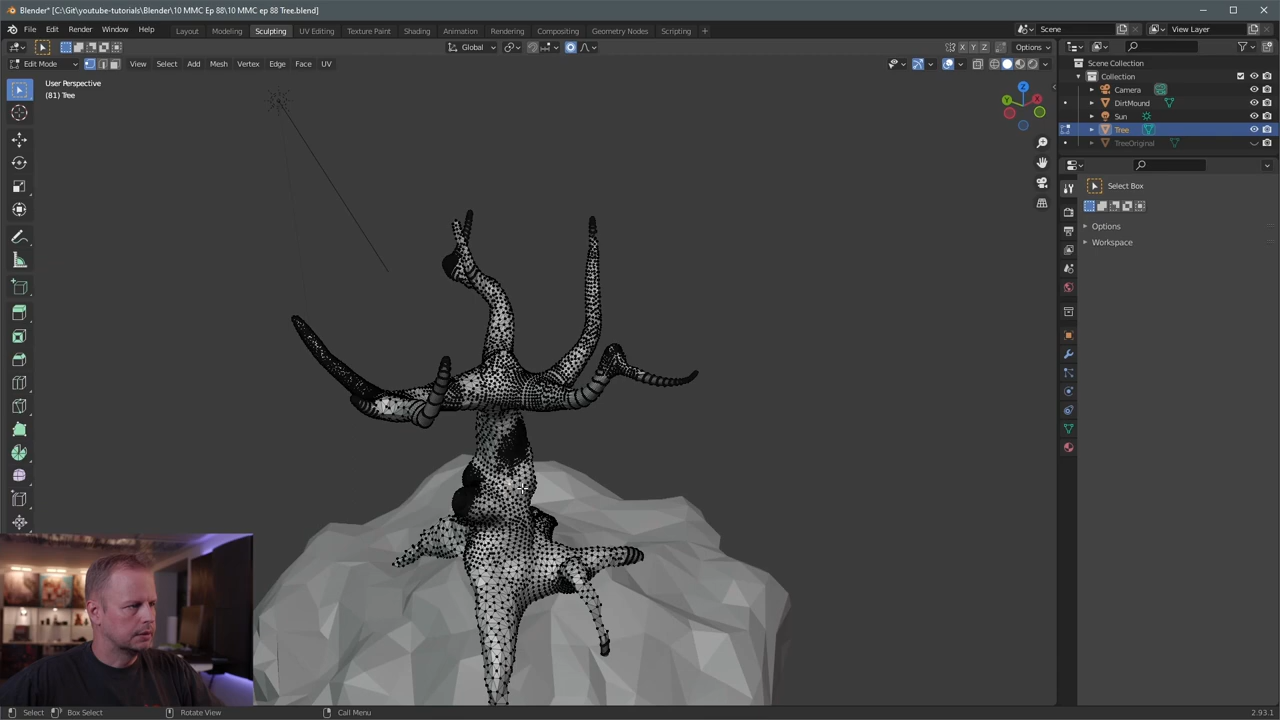 Blender* [C:\Git\youtube-tutorials\Blender\10 MMC Ep 88\10 MMC ep 88 Tree.blend]
File Edit Render Window Help Layout Modeling Sculpting UV Editing Texture Paint Shading Animation Rendering Compositing Geometry Nodes Scripting + Scene View Layer
Global X Y Z Options
Edit Mode View Select Add Mesh Vertex Edge Face UV
Scene Collection
Collection
Camera
DirtMound
Sun
Tree
TreeOriginal
User Perspective
(81) Tree
Z
Y
X
Select Box
Options
Workspace
Select Box Select Rotate View Call Menu 2.93.1